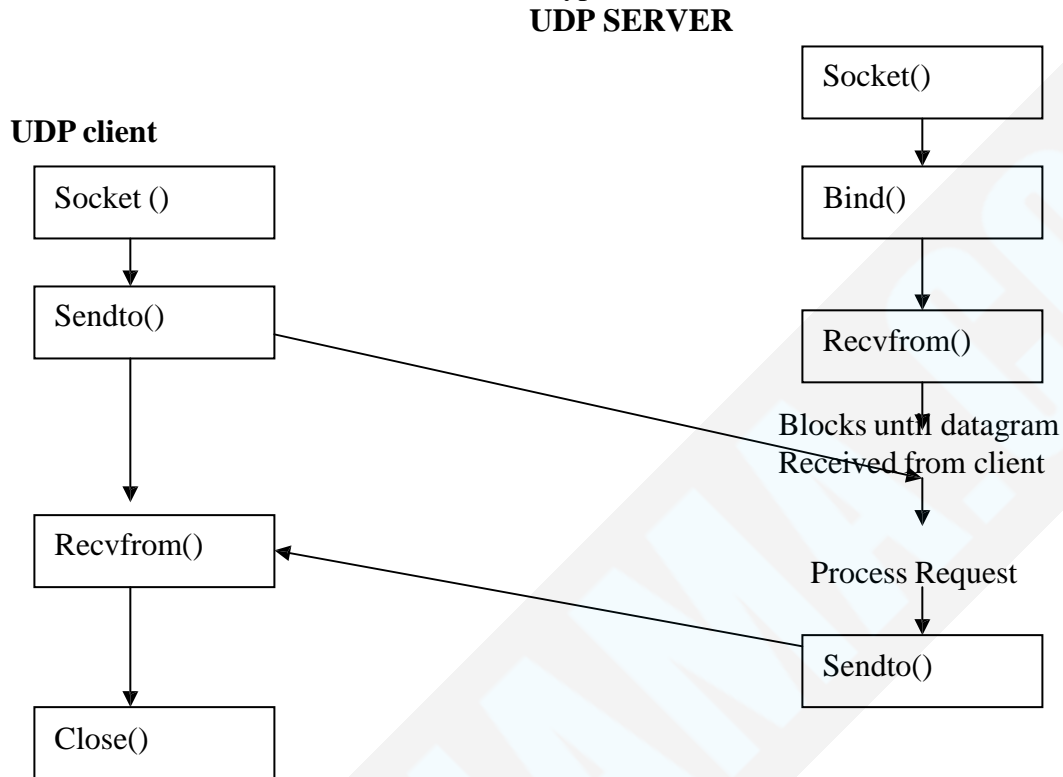 UDP SERVER
Socket()
UDP client
Socket ()
Bind()
Sendto()
Recvfrom()
Blocks until datagram
Received from client
Recvfrom()
Process Request
Sendto()
Close()